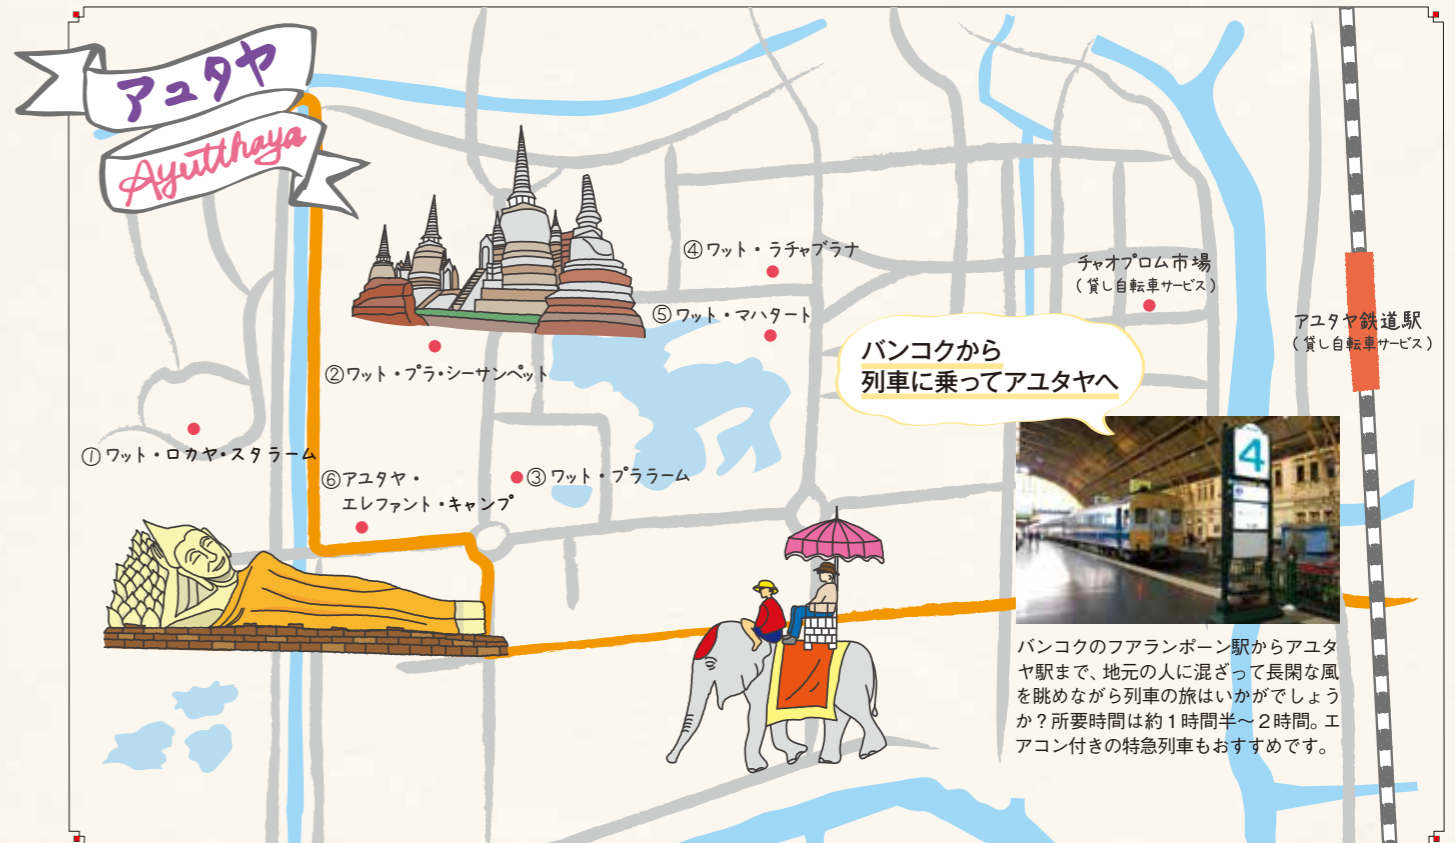 アユタヤ
Ayutthaya
④ワット・ラチャブラナ
チャオプロム市場
（貸し自転車サービス）
⑤ワット・マハタート
アユタヤ鉄道駅
（貸し自転車サービス）
バンコクから
列車に乗ってアユタヤへ
②ワット・プラ・シーサンペット
①ワット・ロカヤ・スタラーム
⑥アユタヤ・
エレファント・キャンプ
③ワット・プララーム
4
バンコクのフアランポーン駅からアユタ
ヤ駅まで、地元の人に混ざって長閑な風
を眺めながら列車の旅はいかがでしょう
か？所要時間は約１時間半～２時間。エ
アコン付きの特急列車もおすすめです。